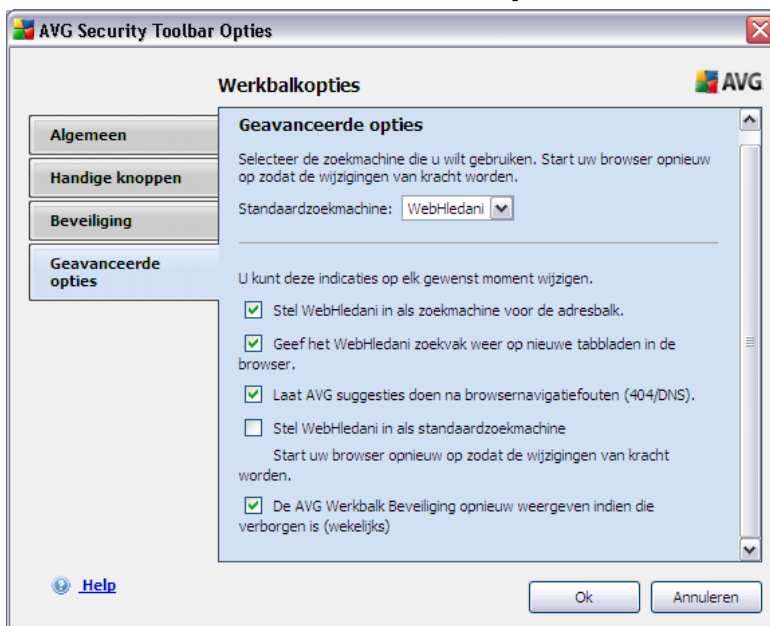 AVG Security Toolbar Opties
Werkbalkopties
AVG
Algemeen
Handige knoppen
Beveiliging
Geavanceerde
opties
Geavanceerde opties
Selecteer de zoekmachine die u wilt gebruiken. Start uw browser opnieuw
op zodat de wijzigingen van kracht worden.
Standaardzoekmachine: WebHledani
U kunt deze indicaties op elk gewenst moment wijzigen.
Stel WebHledani in als zoekmachine voor de adresbalk.
Geef het WebHledani zoekvak weer op nieuwe tabbladen in de
browser.
Laat AVG suggesties doen na browsernavigatiefouten (404/DNS).
Stel WebHledani in als standaardzoekmachine
Start uw browser opnieuw op zodat de wijzigingen van kracht
worden.
De AVG Werkbalk Beveiliging opnieuw weergeven indien die
verborgen is (wekelijks)
Help
Ok
Annuleren